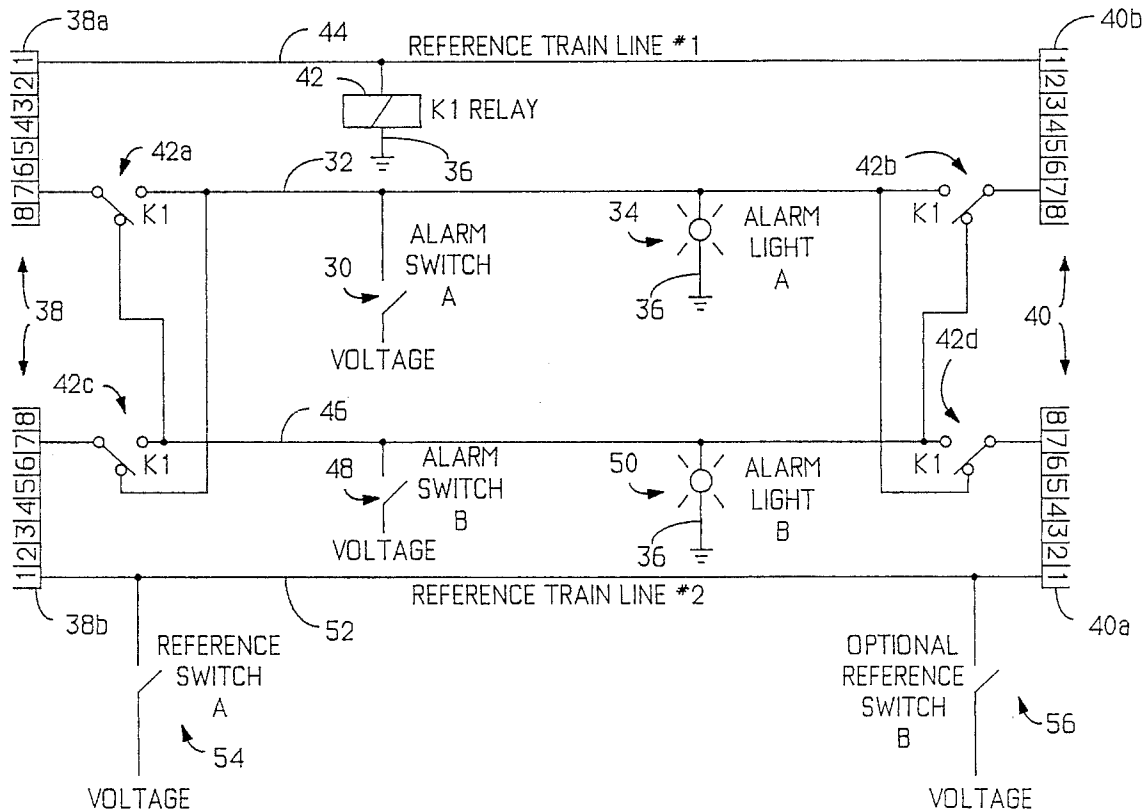 38a
44
REFERENCE TRAIN LINE #1
40b
1 2 3 4 5 6 7 8
42
K1 RELAY
36
1 2 3 4 5 6 7 8
42a
32
42b
K1
K1
34
ALARM
LIGHT
A
36
ALARM
SWITCH
A
30
VOLTAGE
38
40
42c
42d
46
8 7 6 5 4 3 2 1
K1
K1
48
ALARM
SWITCH
B
VOLTAGE
50
ALARM
LIGHT
B
36
8 7 6 5 4 3 2 1
38b
52
REFERENCE TRAIN LINE #2
40a
REFERENCE
SWITCH
A
54
VOLTAGE
OPTIONAL
REFERENCE
SWITCH
B
56
VOLTAGE